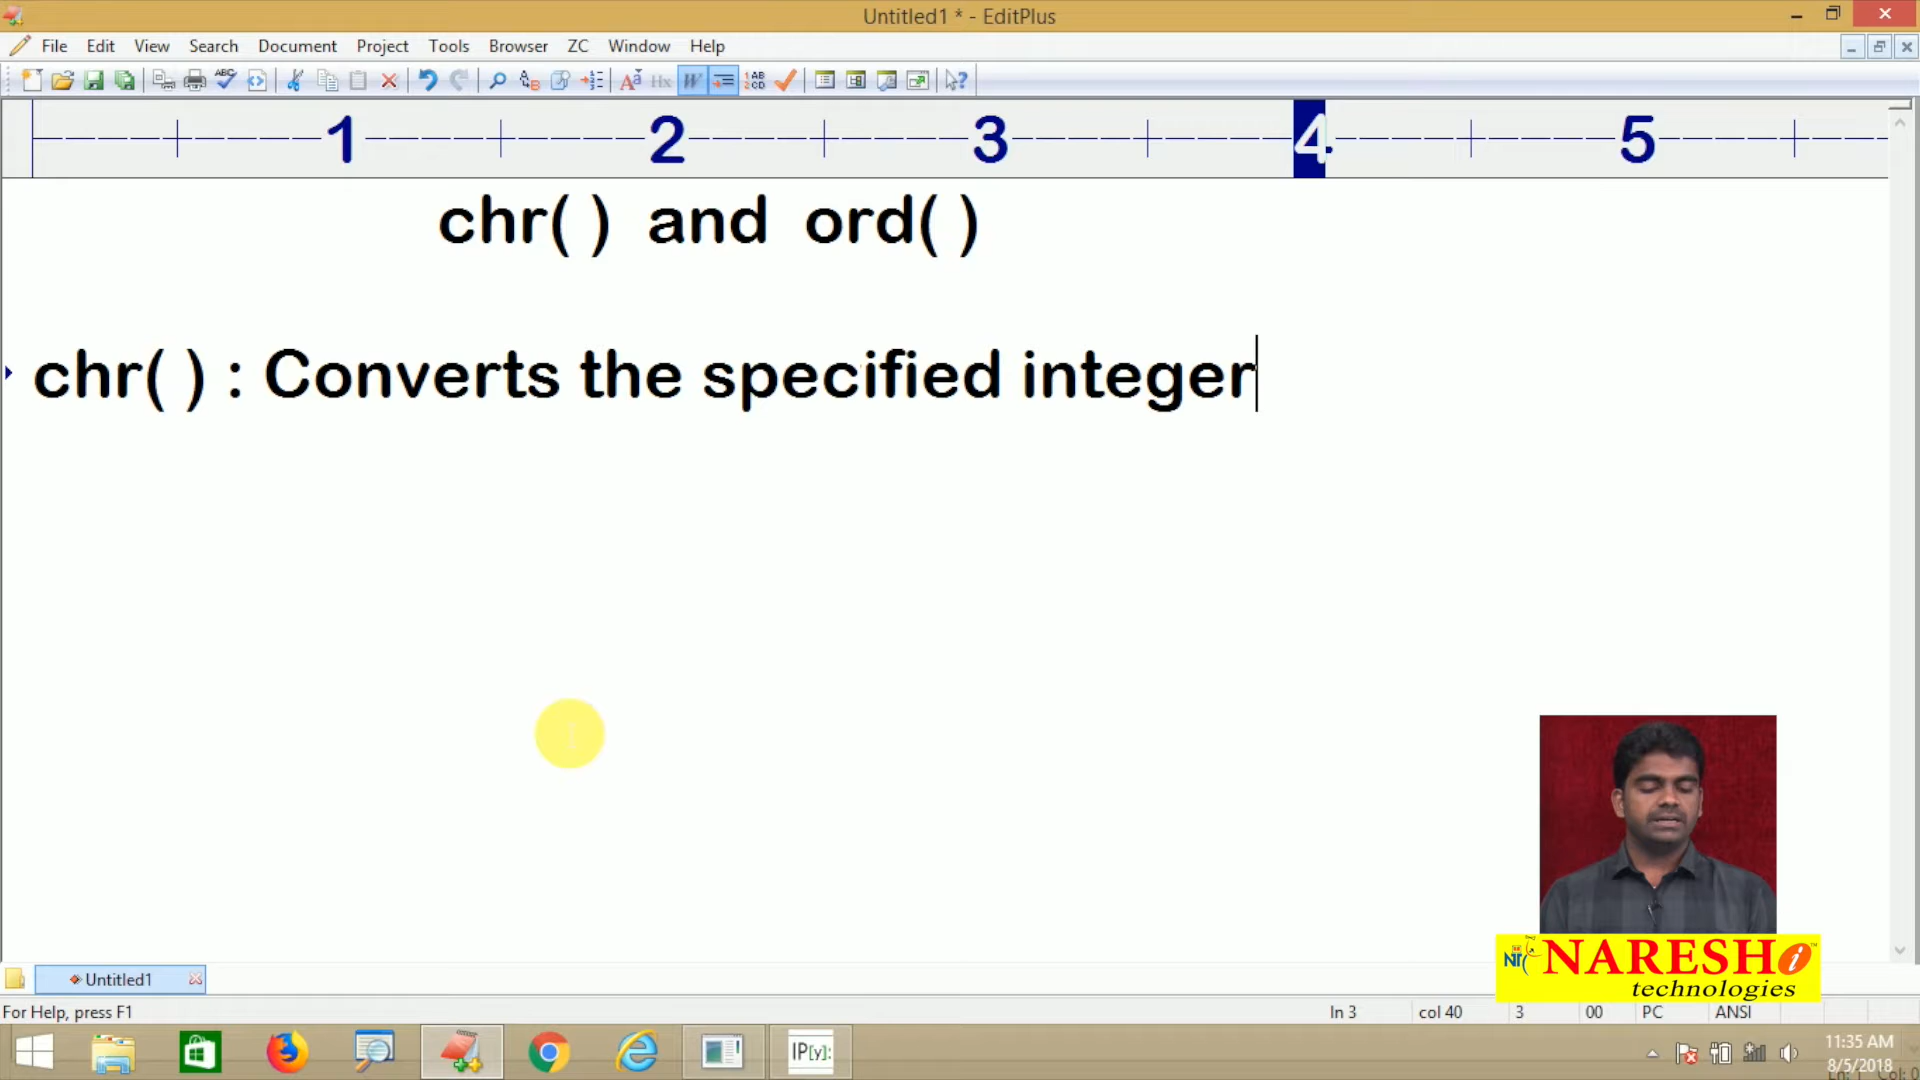 Untitled1 * - EditPlus
File Edit View Search Document Project Tools Browser ZC Window Help
1 2 3 4 5
chr( ) and ord( )
chr( ) : Converts the specified integer
NARESH i
technologies
Untitled1
For Help, press F1
ln 3 col 40 3 00 PC ANSI
IP[y]:
11:35 AM
8/5/2018